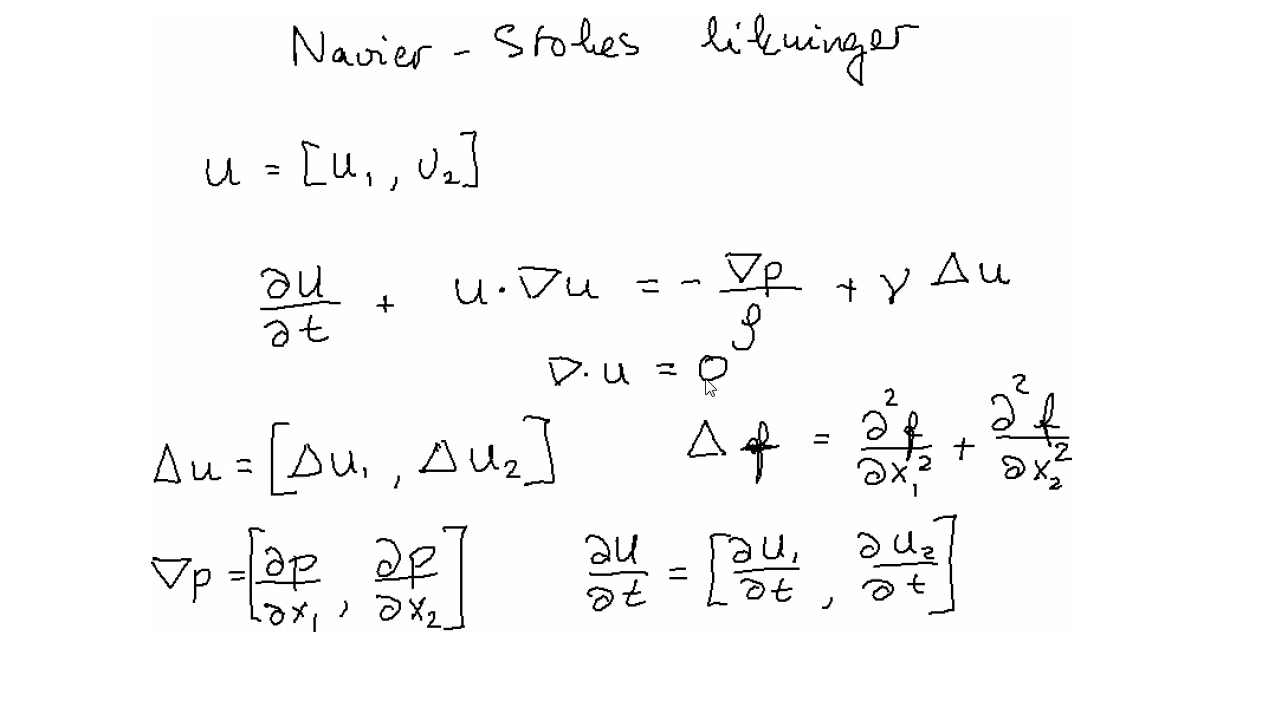 Navier - Stokes likninger
u = [u₁, u₂]
∂u/∂t + u · ∇u = - ∇p/ρ + ν Δu
∇ · u = 0
Δu = [Δu₁, Δu₂]
Δf = ∂²f/∂x₁² + ∂²f/∂x₂²
∇p = [∂p/∂x₁, ∂p/∂x₂]
∂u/∂t = [∂u₁/∂t, ∂u₂/∂t]